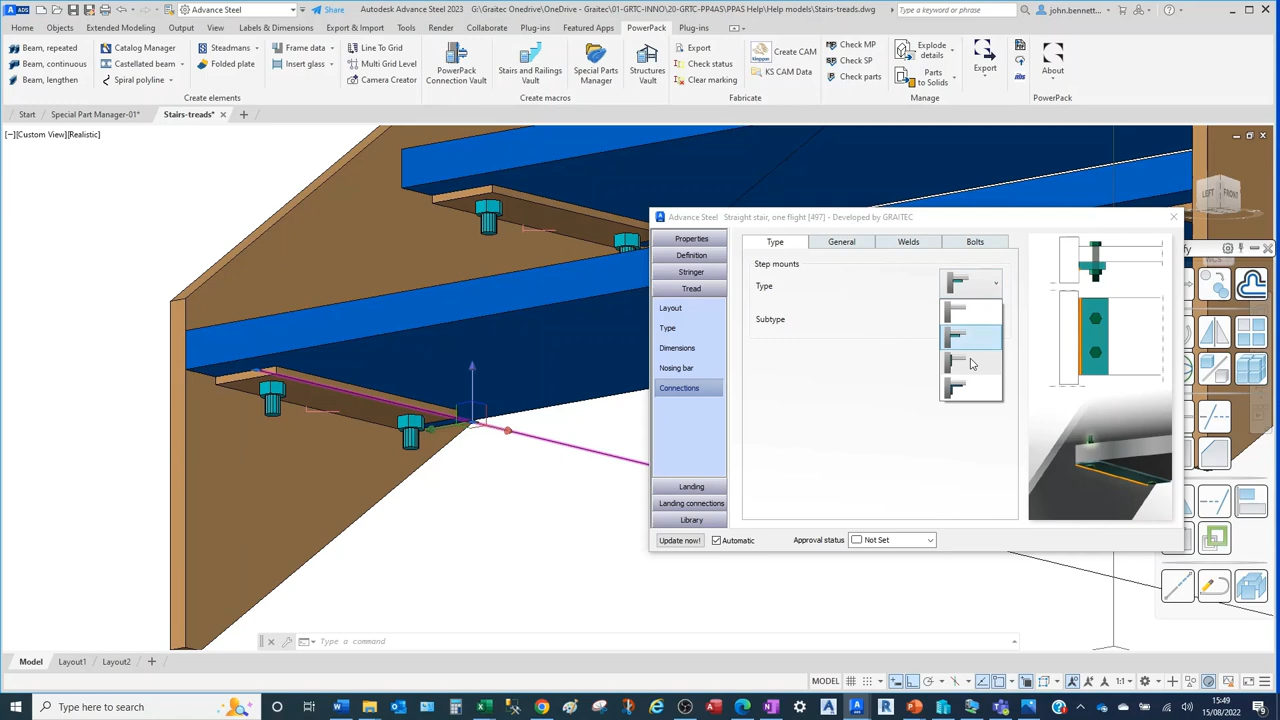 A ADS
Advance Steel
Share
Autodesk Advance Steel 2023
G:\Graitec Onedrive\OneDrive - Graitec\01-GRTC-INNO\20-GRTC-PP4AS\PPAS Help\Help models\Stairs-treads.dwg
Type a keyword or phrase
john.bennett...
Home Objects Extended Modeling Output View Labels & Dimensions Export & Import Tools Render Collaborate Plug-ins Featured Apps PowerPack Plug-ins
Beam, repeated
Beam, continuous
Beam, lengthen
Catalog Manager
Castellated beam
Spiral polyline
Steadmans
Folded plate
Frame data
Insert glass
Line To Grid
Multi Grid Level
Camera Creator
PowerPack
Connection Vault
Stairs and Railings
Vault
Special Parts
Manager
Structures
Vault
Export
Check status
Clear marking
Create CAM
KS CAM Data
Check MP
Check SP
Check parts
Explode
details
Parts
to Solids
Export
About
Create elements
Create macros
Fabricate
Manage
PowerPack
Start
Special Part Manager-01*
Stairs-treads*
[−][Custom View][Realistic]
LEFT
FRONT
Advance Steel   Straight stair, one flight [497] - Developed by GRAITEC
Properties
Definition
Stringer
Tread
Layout
Type
Dimensions
Nosing bar
Connections
Landing
Landing connections
Library
Type
General
Welds
Bolts
Step mounts
Type
Subtype
Update now!
Automatic
Approval status
Not Set
Type a command
Model
Layout1
Layout2
MODEL
1:1
Type here to search
15:49
15/08/2022